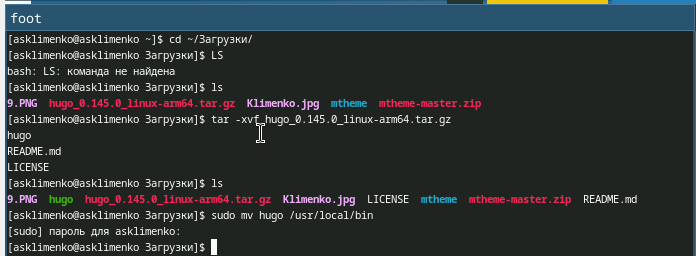 foot
[asklimenko@asklimenko ~]$ cd ~/Загрузки/
[asklimenko@asklimenko Загрузки]$ LS
bash: LS: команда не найдена
[asklimenko@asklimenko Загрузки]$ ls
9.PNG hugo_0.145.0_linux-arm64.tar.gz Klimenko.jpg mtheme mtheme-master.zip
[asklimenko@asklimenko Загрузки]$ tar -xvf hugo_0.145.0_linux-arm64.tar.gz
hugo
README.md
LICENSE
[asklimenko@asklimenko Загрузки]$ ls
9.PNG hugo hugo_0.145.0_linux-arm64.tar.gz Klimenko.jpg LICENSE mtheme mtheme-master.zip README.md
[asklimenko@asklimenko Загрузки]$ sudo mv hugo /usr/local/bin
[sudo] пароль для asklimenko:
[asklimenko@asklimenko Загрузки]$